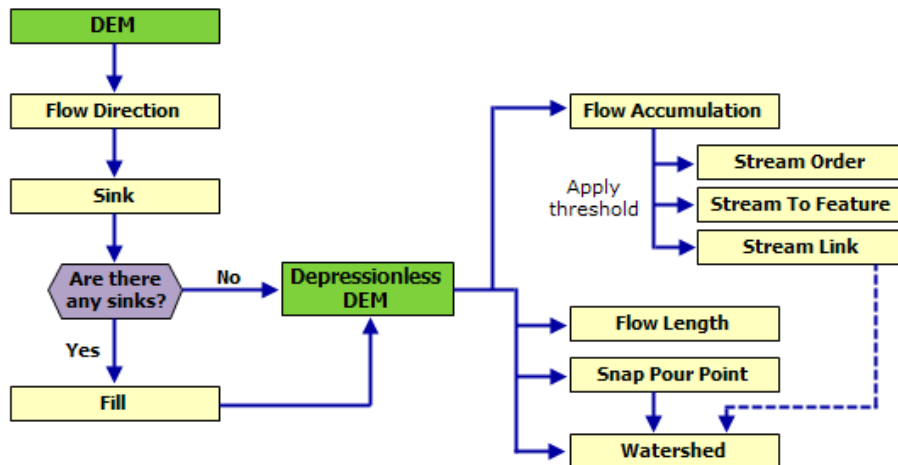 DEM
Flow Direction
Sink
Are there
any sinks?
No
Yes
Fill
Depressionless
DEM
Flow Accumulation
Apply
threshold
Stream Order
Stream To Feature
Stream Link
Flow Length
Snap Pour Point
Watershed